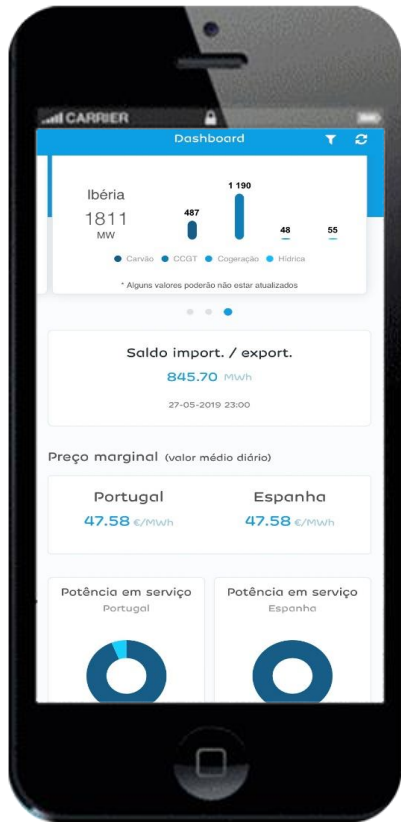 CARRIER
Dashboard
Ibéria
1811
MW
487
1 190
48
55
Carvão CCGT Cogeração Hídrica
* Alguns valores poderão não estar atualizados
Saldo import. / export.
845.70 MWh
27-05-2019 23:00
Preço marginal (valor médio diário)
Portugal Espanha
47.58 €/MWh 47.58 €/MWh
Potência em serviço Potência em serviço
Portugal Espanha